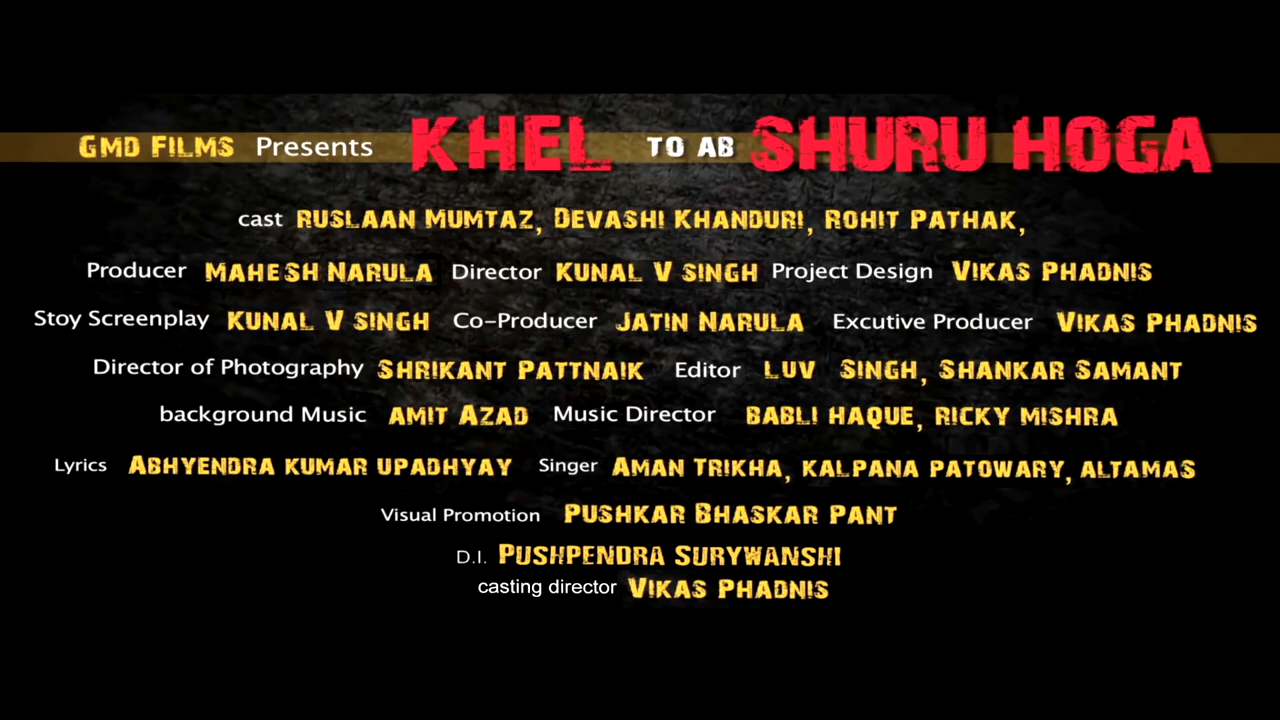 GMD FILMS Presents KHEL TO AB SHURU HOGA
cast RUSLAAN MUMTAZ, DEVASHI KHANDURI, ROHIT PATHAK,
Producer MAHESH NARULA Director KUNAL V SINGH Project Design VIKAS PHADNIS
Stoy Screenplay KUNAL V SINGH Co-Producer JATIN NARULA Excutive Producer VIKAS PHADNIS
Director of Photography SHRIKANT PATTNAIK Editor LUV SINGH, SHANKAR SAMANT
background Music AMIT AZAD Music Director BABLI HAQUE, RICKY MISHRA
Lyrics ABHYENDRA KUMAR UPADHYAY Singer AMAN TRIKHA, KALPANA PATOWARY, ALTAMAS
Visual Promotion PUSHKAR BHASKAR PANT
D.I. PUSHPENDRA SURYWANSHI
casting director VIKAS PHADNIS